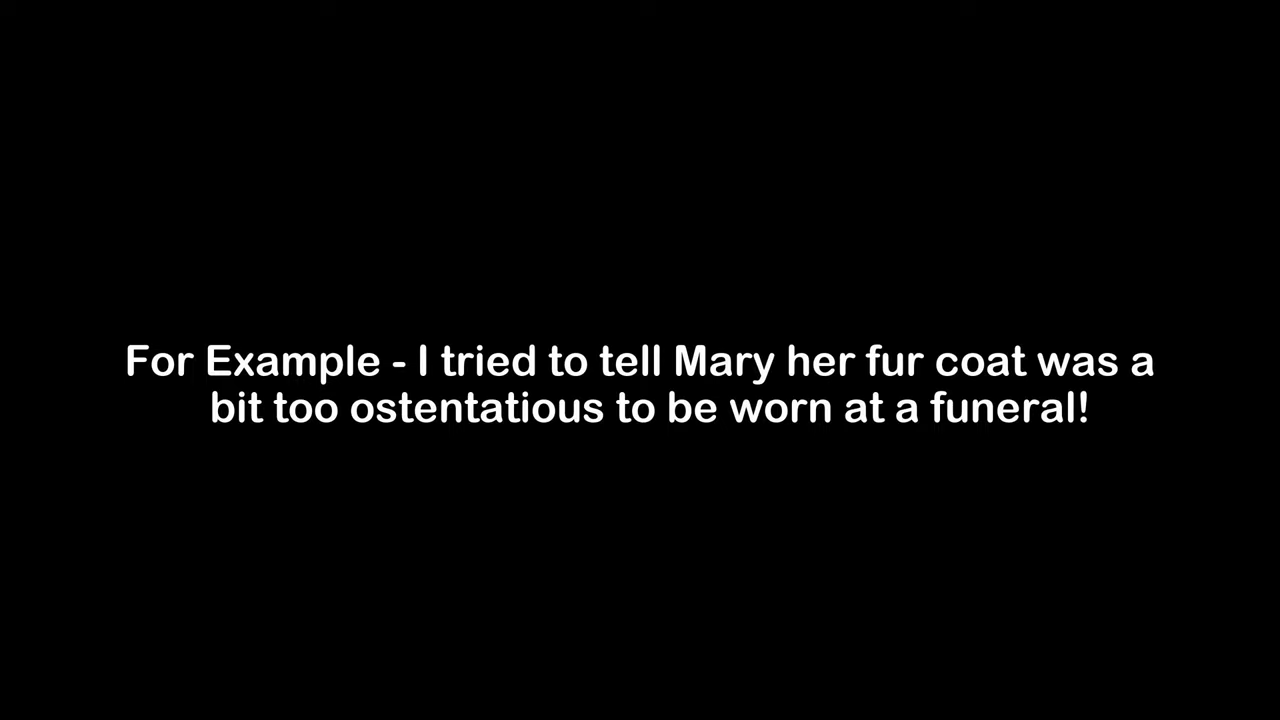 For Example - I tried to tell Mary her fur coat was a
bit too ostentatious to be worn at a funeral!